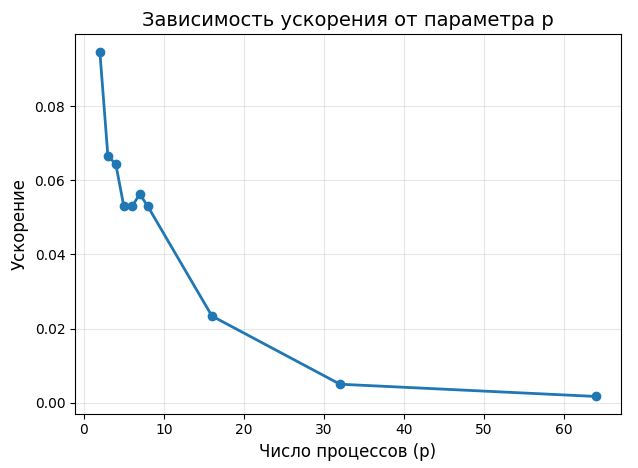 Зависимость ускорения от параметра p
Ускорение
0.08
0.06
0.04
0.02
0.00
0 10 20 30 40 50 60
Число процессов (p)